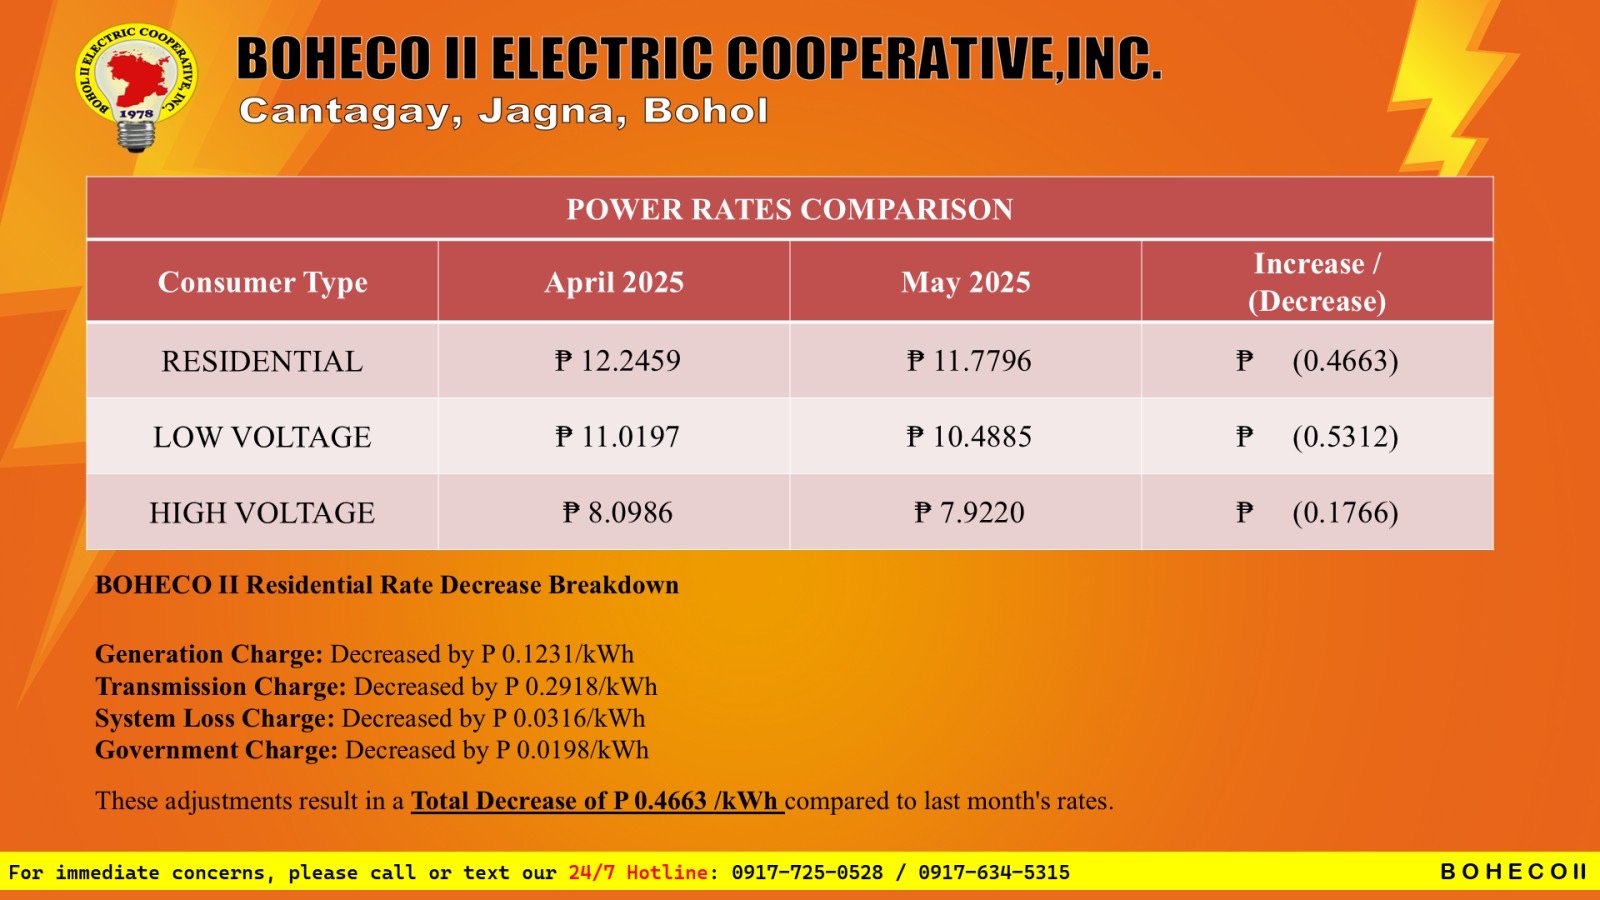 BOHOL II ELECTRIC COOPERATIVE, INC.
1978
BOHECO II ELECTRIC COOPERATIVE,INC.
Cantagay, Jagna, Bohol
POWER RATES COMPARISON
Consumer Type April 2025 May 2025 Increase / (Decrease)
RESIDENTIAL ₱ 12.2459 ₱ 11.7796 ₱ (0.4663)
LOW VOLTAGE ₱ 11.0197 ₱ 10.4885 ₱ (0.5312)
HIGH VOLTAGE ₱ 8.0986 ₱ 7.9220 ₱ (0.1766)
BOHECO II Residential Rate Decrease Breakdown
Generation Charge: Decreased by P 0.1231/kWh
Transmission Charge: Decreased by P 0.2918/kWh
System Loss Charge: Decreased by P 0.0316/kWh
Government Charge: Decreased by P 0.0198/kWh
These adjustments result in a Total Decrease of P 0.4663 /kWh compared to last month's rates.
For immediate concerns, please call or text our 24/7 Hotline: 0917-725-0528 / 0917-634-5315
BOHECOII